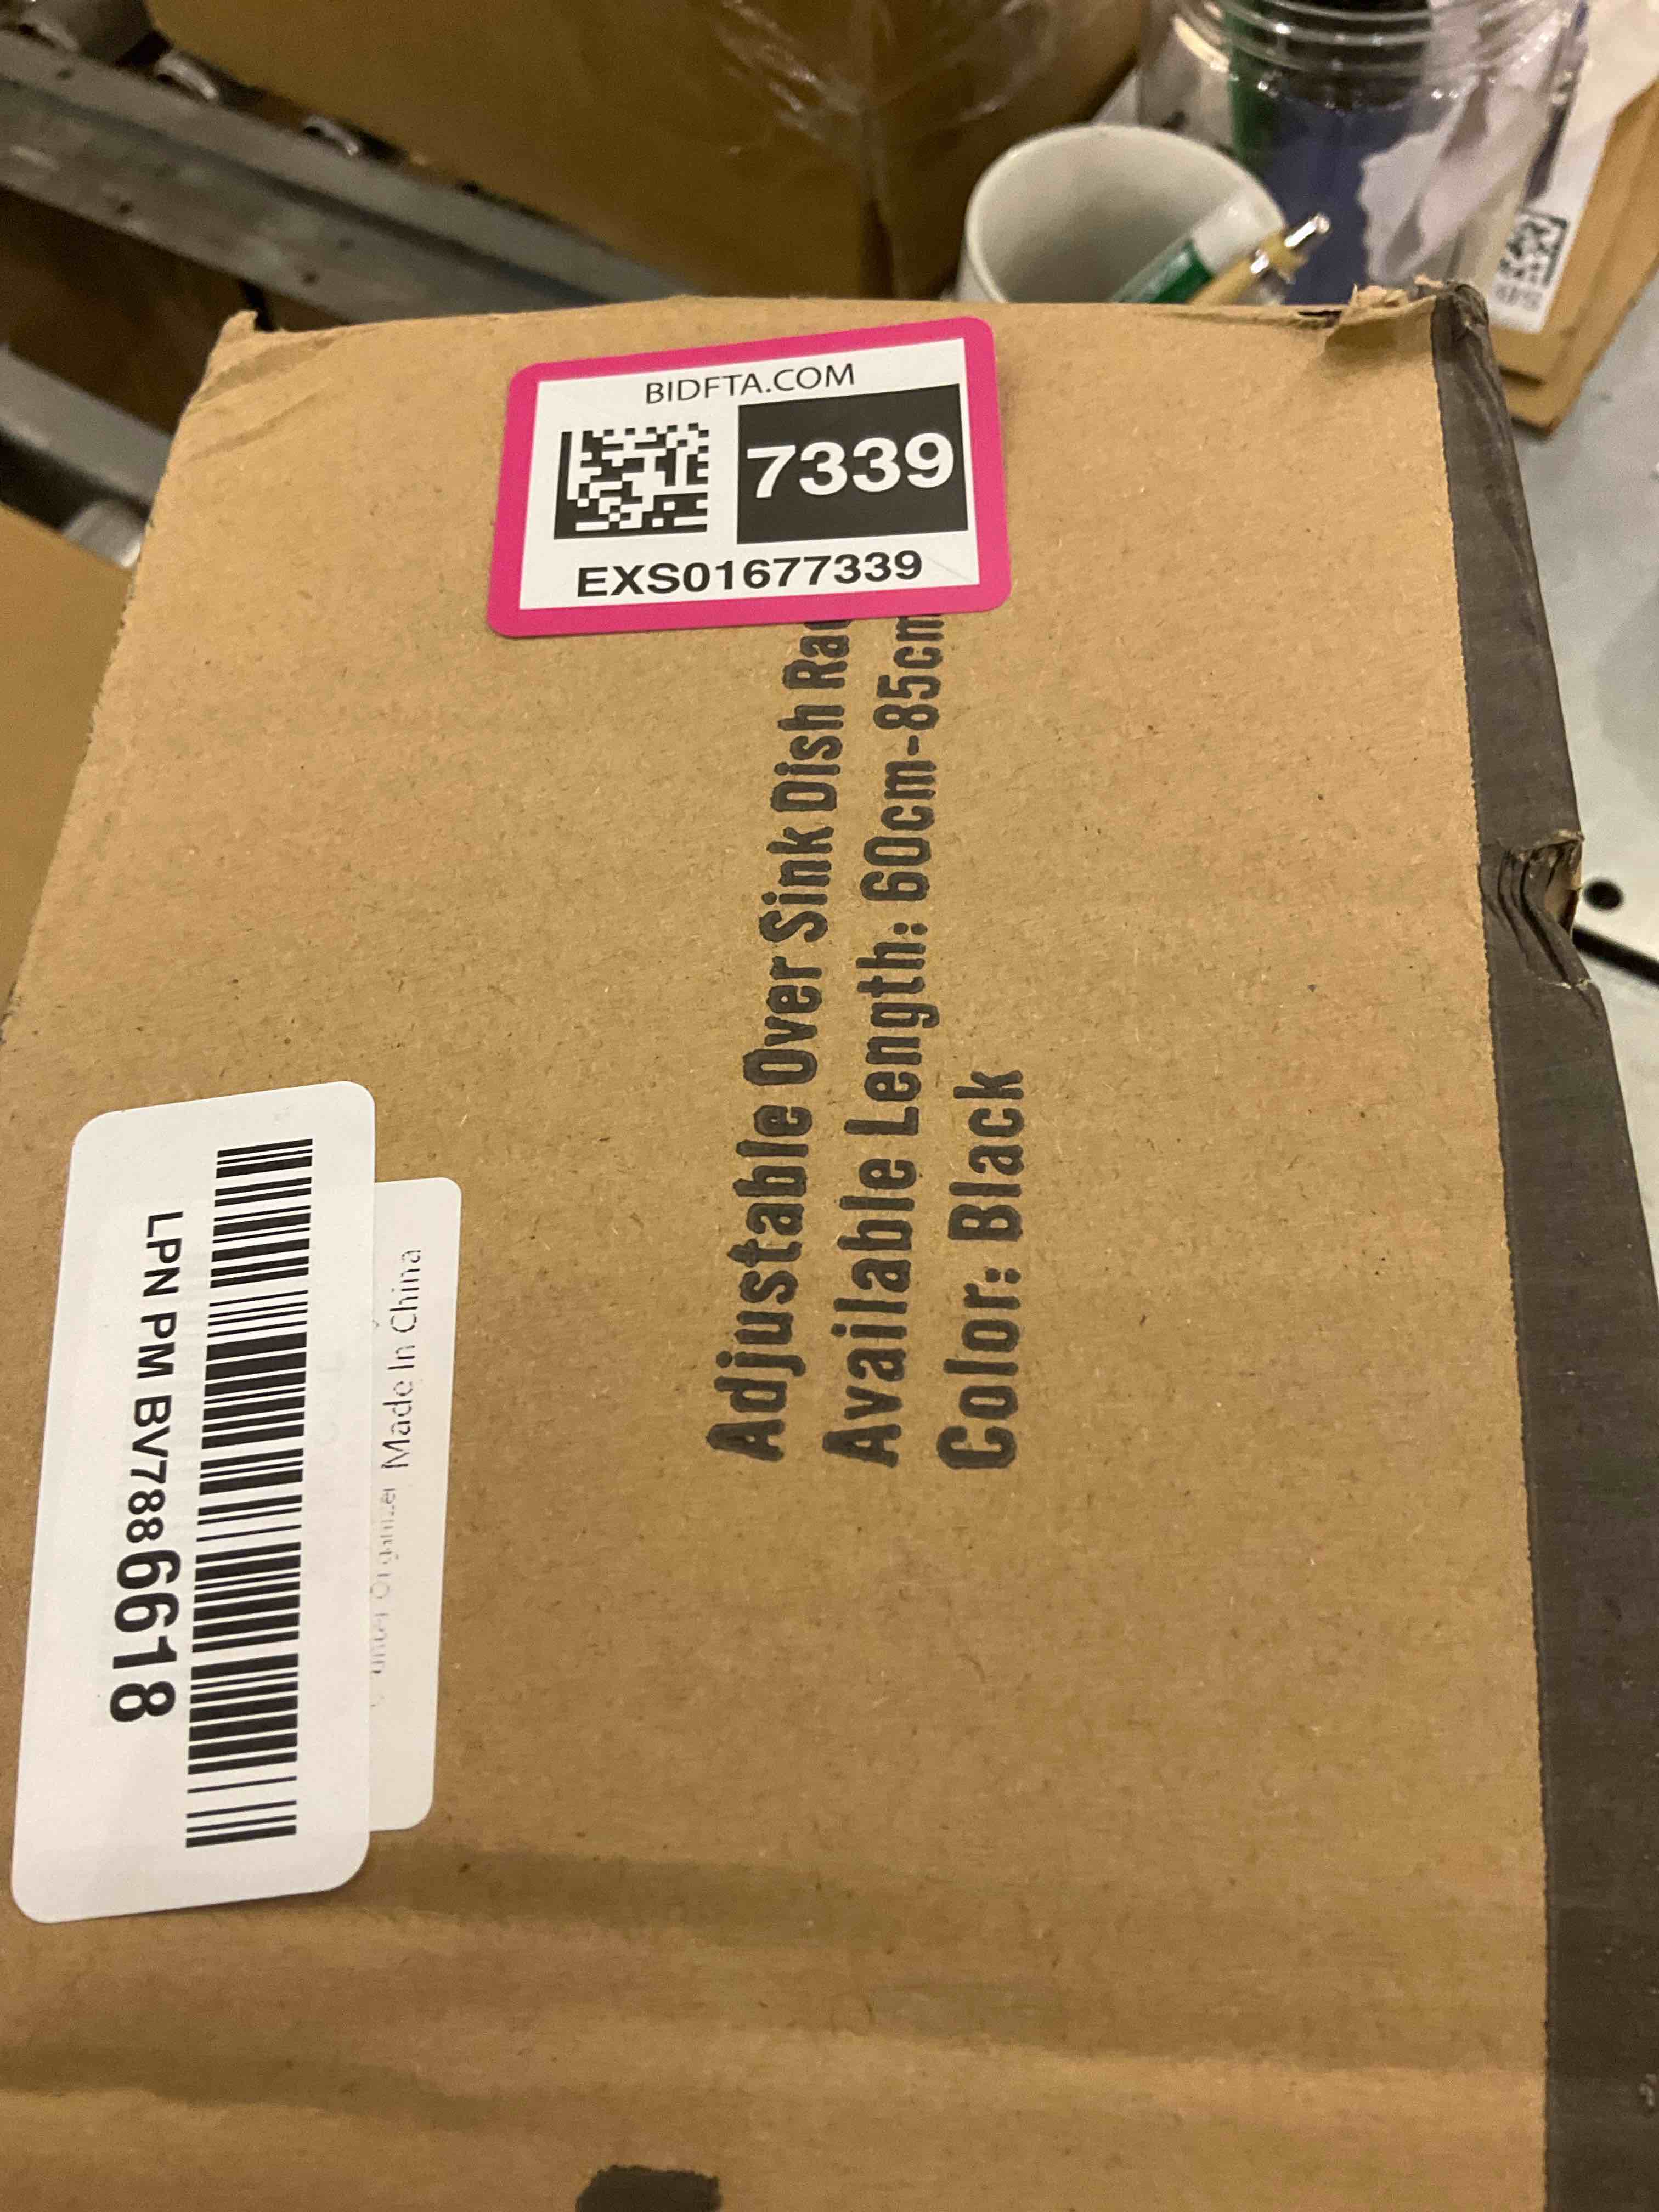 BIDFTA.COM
7339
EXS01677339
Adjustable Over Sink Dish
Available Length: 60cm-85cm
Color: Black
LPN PM BV7886618
Organizer Made In China